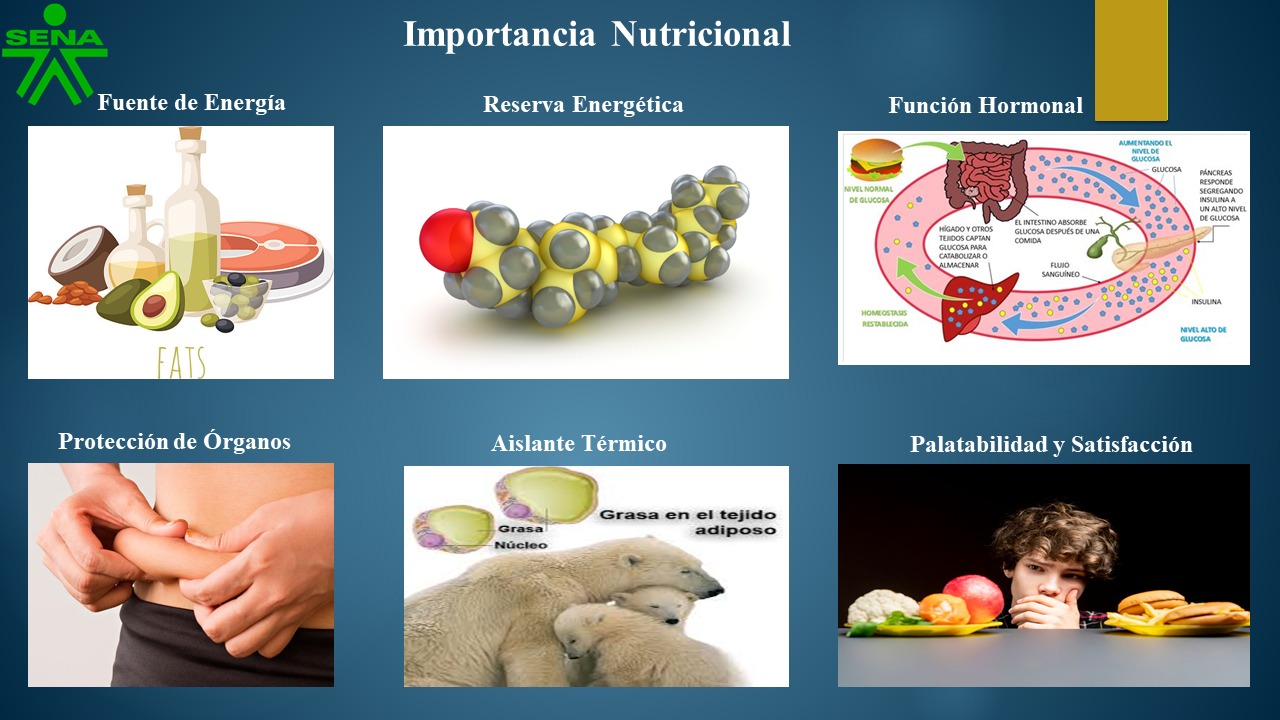 SENA
Importancia Nutricional
Fuente de Energía
Reserva Energética
Función Hormonal
FATS
AUMENTANDO EL
NIVEL DE
GLUCOSA
GLUCOSA
PÁNCREAS
RESPONDE
SEGREGANDO
INSULINA A
UN ALTO NIVEL
DE GLUCOSA
NIVEL NORMAL
DE GLUCOSA
EL INTESTINO ABSORBE
GLUCOSA DESPUÉS DE UNA
COMIDA
HÍGADO Y OTROS
TEJIDOS CAPTAN
GLUCOSA PARA
CATABOLIZAR O
ALMACENAR
FLUJO
SANGUÍNEO
INSULINA
HOMEOSTASIS
RESTABLECIDA
NIVEL ALTO DE
GLUCOSA
Protección de Órganos
Aislante Térmico
Palatabilidad y Satisfacción
Grasa
Núcleo
Grasa en el tejido
adiposo